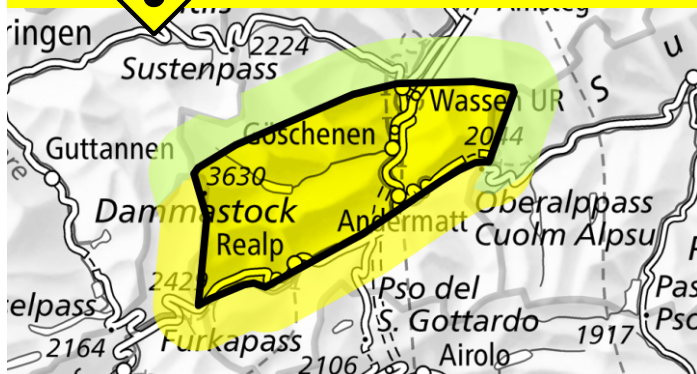 ringen
2224
Amsteg
Sustenpass
Wassen UR
S
u
Göschenen
2044
Guttannen
3630
Dammastock
Andermatt
Oberalppass
Cuolm Alpsu
Realp
2429
Pso del
S. Gottardo
Furkapass
2164
2106
Airolo
1917